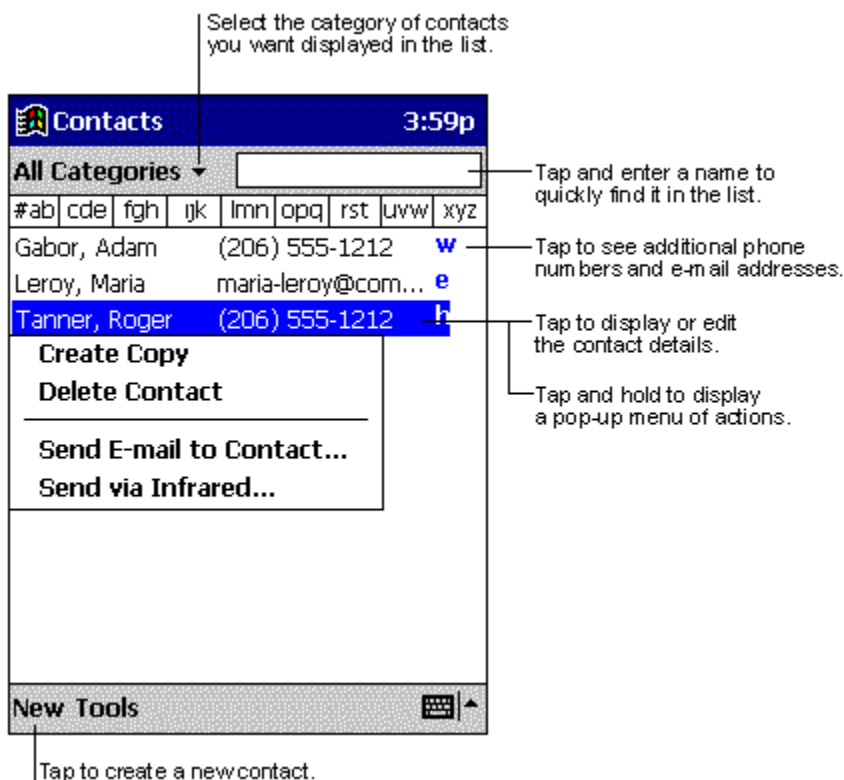 Select the category of contacts
you want displayed in the list.
Contacts 3:59p
All Categories
Tap and enter a name to
quickly find it in the list.
#ab cde fgh ijk lmn opq rst uvw xyz
Gabor, Adam (206) 555-1212 w
Tap to see additional phone
numbers and e-mail addresses.
Leroy, Maria maria-leroy@com... e
Tanner, Roger (206) 555-1212 h
Tap to display or edit
the contact details.
Create Copy
Delete Contact
Tap and hold to display
a pop-up menu of actions.
Send E-mail to Contact...
Send via Infrared...
New Tools
Tap to create a new contact.